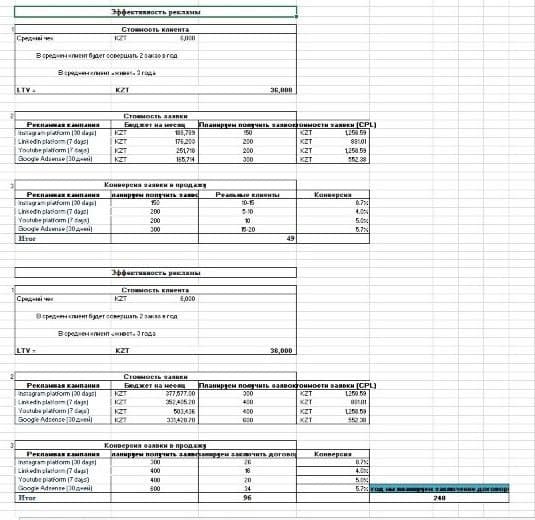 Эффективность рекламы
1 Стоимость клиента
Средний чек KZT 6,000
В среднем клиент будет совершать 2 заказ в год
В среднем клиент «живет» 3 года
LTV = KZT 36,000
2 Стоимость заявки
Рекламная кампания Бюджет на месяц Планируем получить заявок тоимости заявки (CPL)
Instagram platform (30 days) KZT 188,789 150 KZT 1,258.59
Linkedin platform (7 days) KZT 176,203 200 KZT 881.01
Youtube platform (7 days) KZT 251,718 200 KZT 1,258.59
Google Adsense (30 дней) KZT 165,714 300 KZT 552.38
3 Конверсия заявки в продажу
Рекламная кампания Реальные клиенты Конверсия
Instagram platform (30 days) 150 10-15 8.7%
Linkedin platform (7 days) 200 5-10 4.0%
Youtube platform (7 days) 200 10 5.0%
Google Adsense (30 дней) 300 15-20 5.7%
Итог 49
Эффективность рекламы
1 Стоимость клиента
Средний чек KZT 6,000
В среднем клиент будет совершать 2 заказ в год
В среднем клиент «живет» 3 года
LTV = KZT 36,000
2 Стоимость заявки
Рекламная кампания Бюджет на месяц Планируем получить заявок тоимости заявки (CPL)
Instagram platform (30 days) KZT 377,577.00 300 KZT 1,258.59
Linkedin platform (7 days) KZT 352,405.20 400 KZT 881.01
Youtube platform (7 days) KZT 503,436 400 KZT 1,258.59
Google Adsense (30 дней) KZT 331,428.70 600 KZT 552.38
3 Конверсия заявки в продажу
Рекламная кампания заключить договор Конверсия
Instagram platform (30 days) 300 26 8.7%
Linkedin platform (7 days) 400 16 4.0%
Youtube platform (7 days) 400 20 5.0%
Google Adsense (30 дней) 600 34 5.7% год мы планируем заключение договор
Итог 96 240